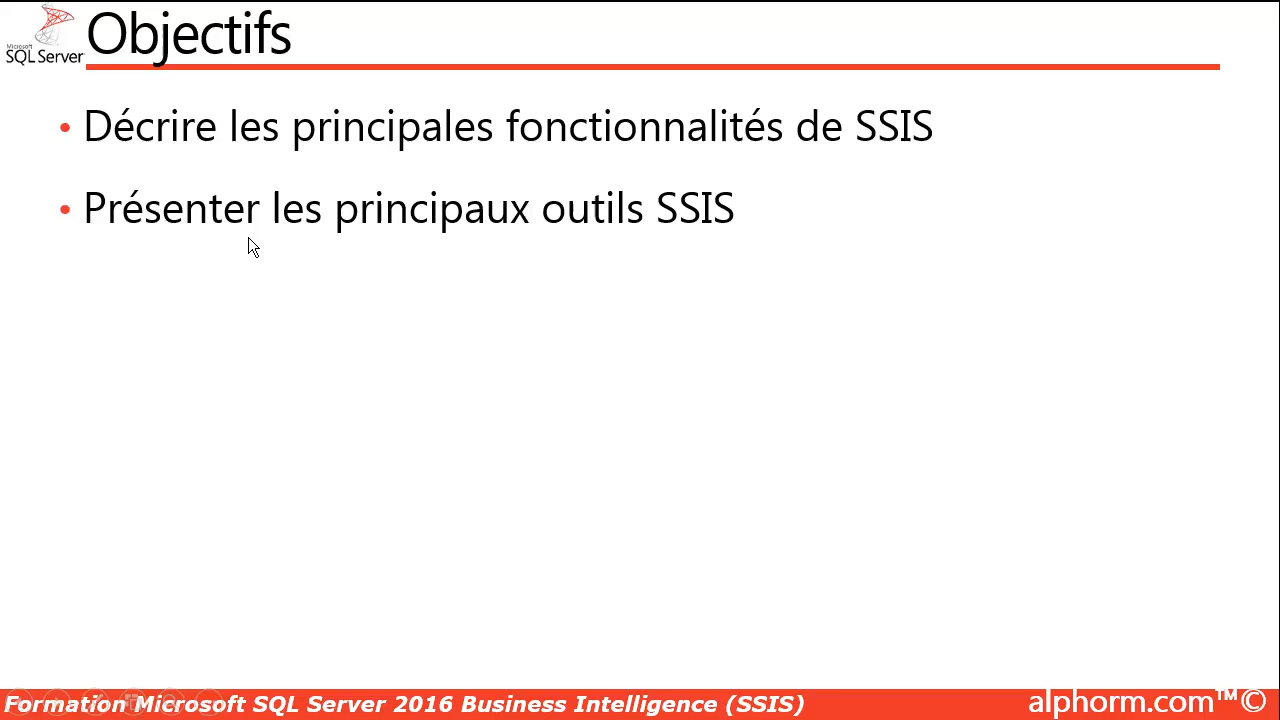 Microsoft
SQL Server
Objectifs
• Décrire les principales fonctionnalités de SSIS
• Présenter les principaux outils SSIS
Formation Microsoft SQL Server 2016 Business Intelligence (SSIS)
alphorm.com™©